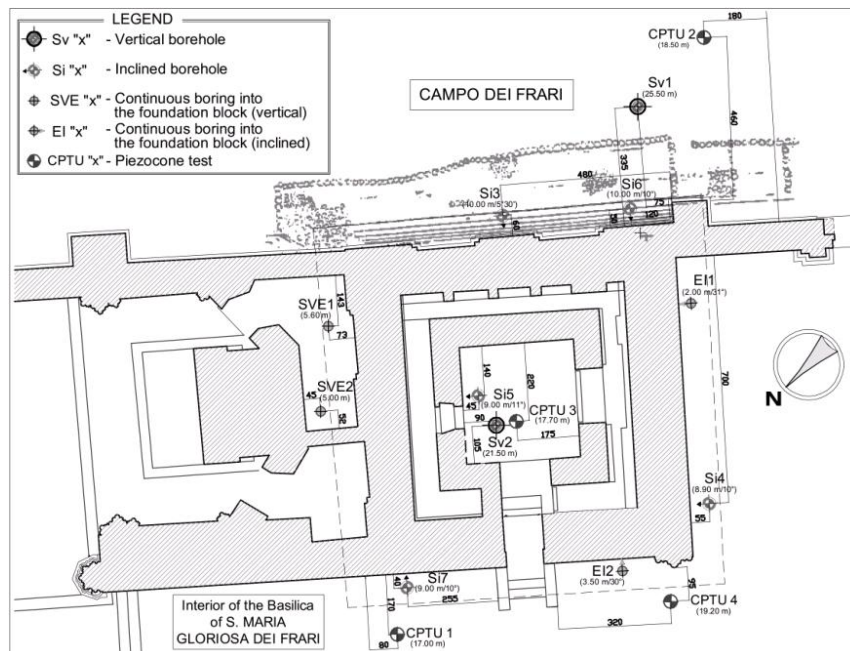 LEGEND
Sv "x" - Vertical borehole
Si "x" - Inclined borehole
SVE "x" - Continuous boring into
the foundation block (vertical)
EI "x" - Continuous boring into
the foundation block (inclined)
CPTU "x" - Piezocone test
180
CPTU 2
(18.50 m)
CAMPO DEI FRARI
Sv1
(25.50 m)
460
335
480
Si3
(10.00 m/5°30")
Si6
(10.00 m/10°)
75
120
50
60
SVE1
(5.60 m)
143
73
EI1
(2.00 m/31°)
SVE2
(5.00 m)
45
52
140
220
Si5
(9.00 m/11°)
45
90
CPTU 3
(17.70 m)
Sv2
(21.50 m)
105
175
700
N
Si4
(8.90 m/10°)
55
Si7
(9.00 m/10°)
40
255
EI2
(3.50 m/30°)
95
170
Interior of the Basilica
of S. MARIA
GLORIOSA DEI FRARI
CPTU 1
(17.00 m)
80
320
CPTU 4
(19.20 m)